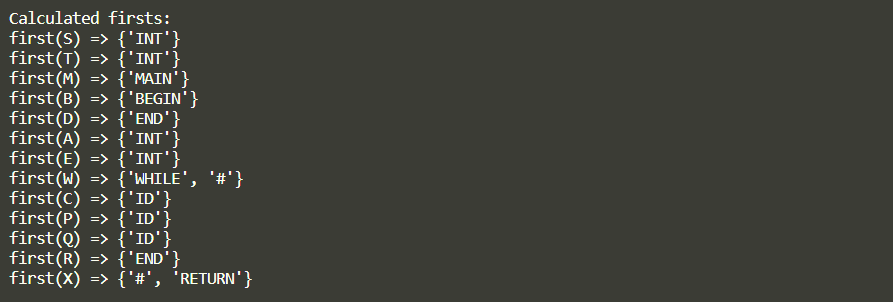 Calculated firsts:
first(S) => {'INT'}
first(T) => {'INT'}
first(M) => {'MAIN'}
first(B) => {'BEGIN'}
first(D) => {'END'}
first(A) => {'INT'}
first(E) => {'INT'}
first(W) => {'WHILE', '#'}
first(C) => {'ID'}
first(P) => {'ID'}
first(Q) => {'ID'}
first(R) => {'END'}
first(X) => {'#', 'RETURN'}